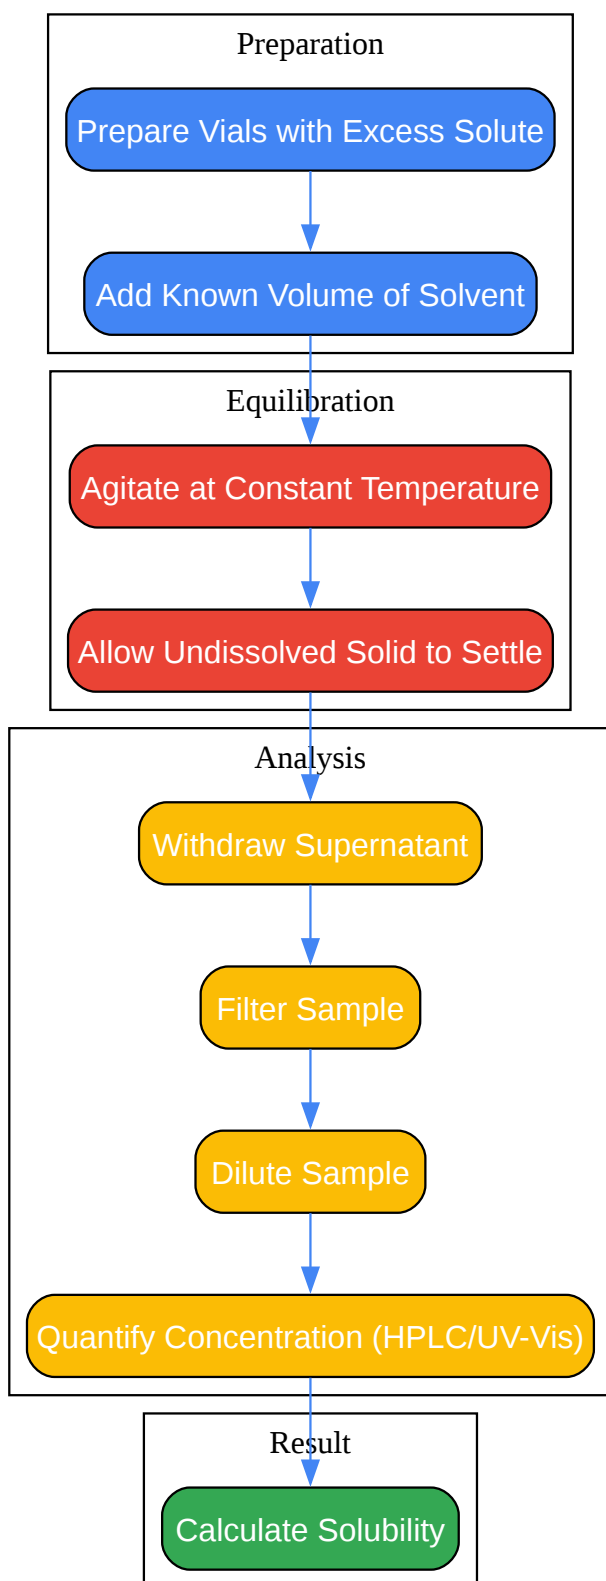 Preparation
Prepare Vials with Excess Solute
Add Known Volume of Solvent
Equilibration
Agitate at Constant Temperature
Allow Undissolved Solid to Settle
Analysis
Withdraw Supernatant
Filter Sample
Dilute Sample
Quantify Concentration (HPLC/UV-Vis)
Result
Calculate Solubility